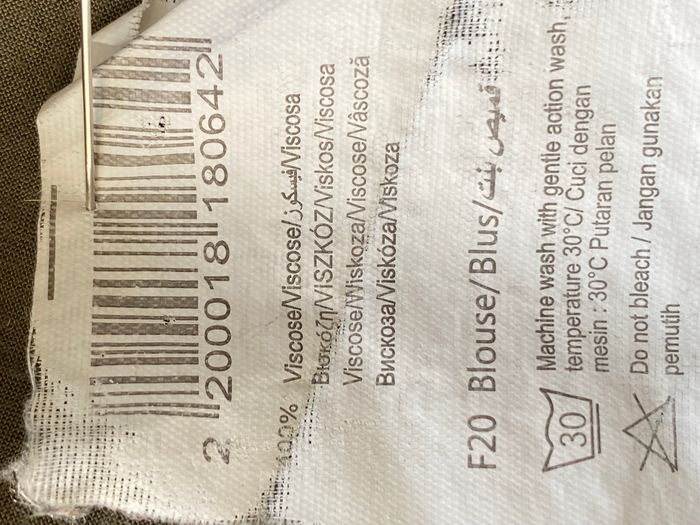 2 200018 180642
100% Viscose/Viscose/فيسكوز/Viscosa
Βισκόζη/VISZKÓZ/Viskos/Viscosa
Viscose/Wiskoza/Viscose/Vâscoză
Вискоза/Viskóza/Viskoza
F20 Blouse/Blus/قميص بنت
30
Machine wash with gentle action wash,
temperature 30°C/ Cuci dengan
mesin : 30°C Putaran pelan
Do not bleach / Jangan gunakan
pemutih